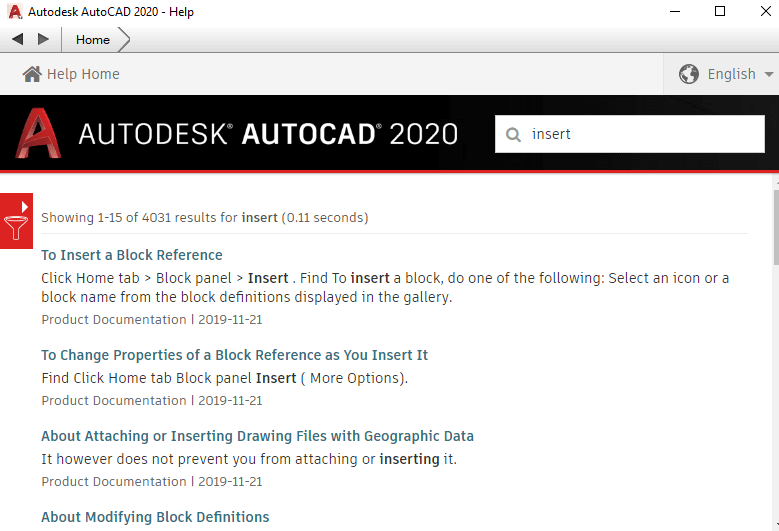 Autodesk AutoCAD 2020 - Help
Home
Help Home
English
AUTODESK® AUTOCAD® 2020
insert
Showing 1-15 of 4031 results for insert (0.11 seconds)
To Insert a Block Reference
Click Home tab > Block panel > Insert . Find To insert a block, do one of the following: Select an icon or a
block name from the block definitions displayed in the gallery.
Product Documentation | 2019-11-21
To Change Properties of a Block Reference as You Insert It
Find Click Home tab Block panel Insert ( More Options).
Product Documentation | 2019-11-21
About Attaching or Inserting Drawing Files with Geographic Data
It however does not prevent you from attaching or inserting it.
Product Documentation | 2019-11-21
About Modifying Block Definitions